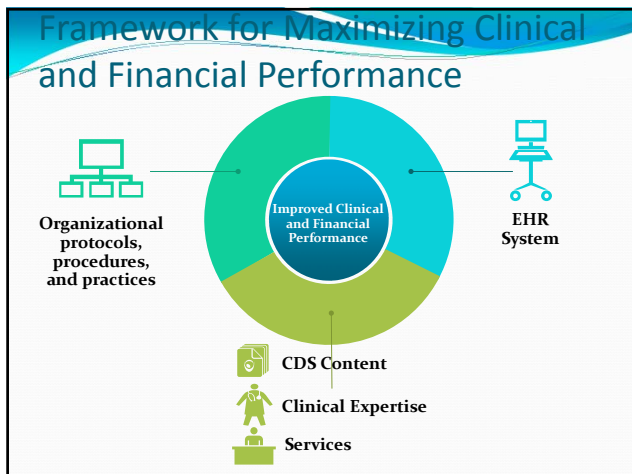 Framework for Maximizing Clinical
and Financial Performance
Organizational
protocols,
procedures,
and practices
Improved Clinical
and Financial
Performance
EHR
System
CDS Content
Clinical Expertise
Services